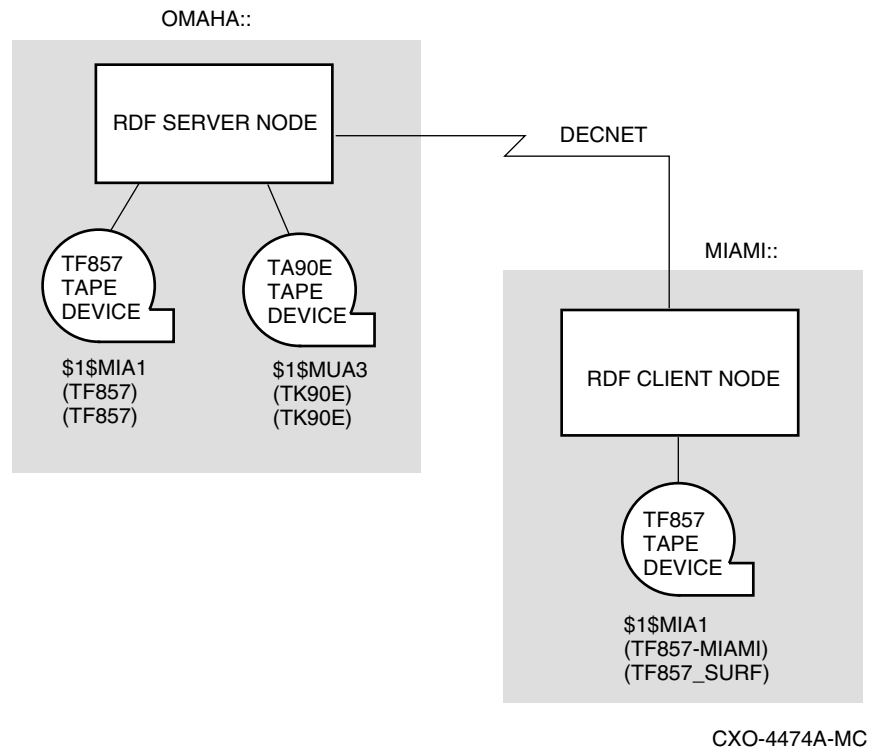 OMAHA::
RDF SERVER NODE
DECNET
TF857
TAPE
DEVICE
TA90E
TAPE
DEVICE
$1$MIA1
(TF857)
(TF857)
$1$MUA3
(TK90E)
(TK90E)
MIAMI::
RDF CLIENT NODE
TF857
TAPE
DEVICE
$1$MIA1
(TF857-MIAMI)
(TF857_SURF)
CXO-4474A-MC